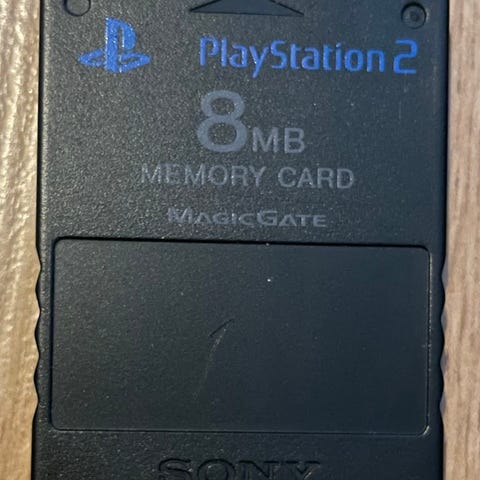 PlayStation 2
8MB
MEMORY CARD
MAGICGATE
SONY